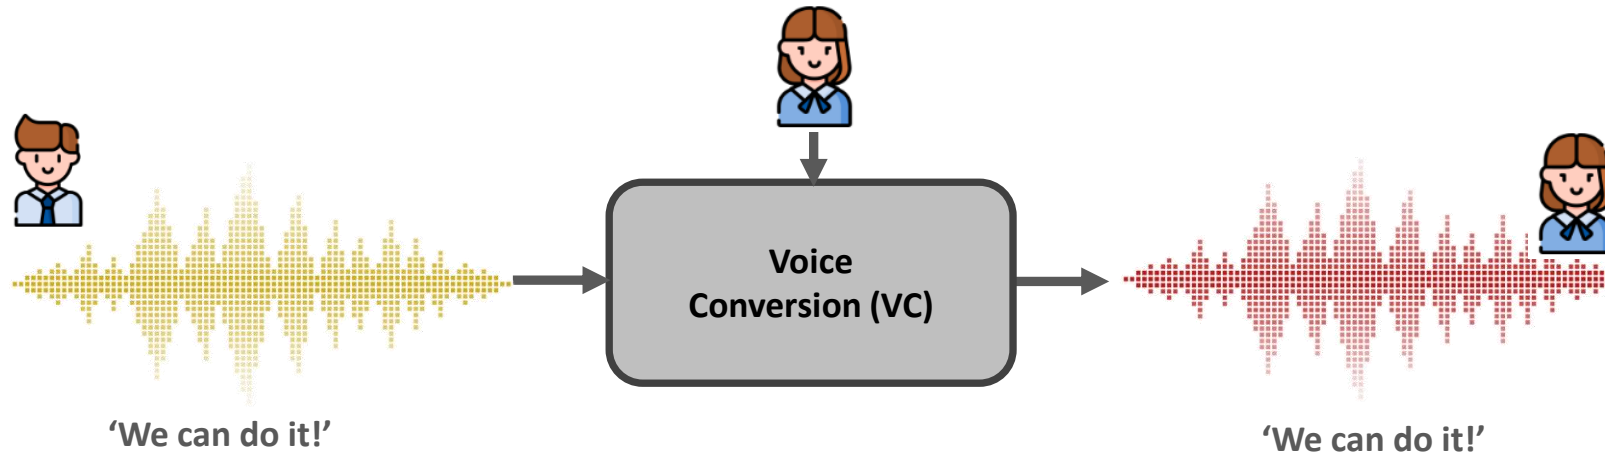 Voice
Conversion (VC)
‘We can do it!’
‘We can do it!’